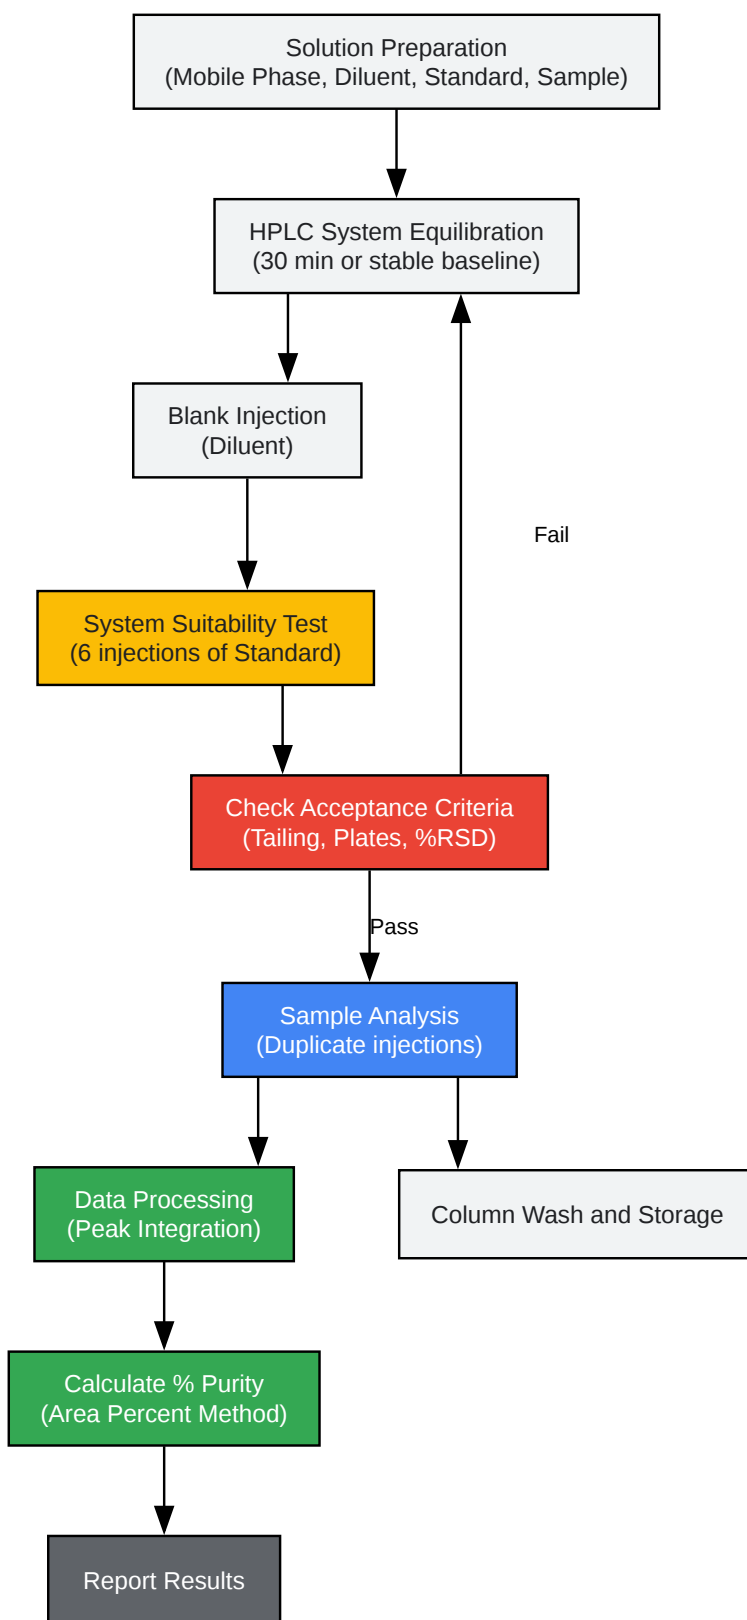 Solution Preparation
(Mobile Phase, Diluent, Standard, Sample)
HPLC System Equilibration
(30 min or stable baseline)
Blank Injection
(Diluent)
Fail
System Suitability Test
(6 injections of Standard)
Check Acceptance Criteria
(Tailing, Plates, %RSD)
Pass
Sample Analysis
(Duplicate injections)
Data Processing
(Peak Integration)
Column Wash and Storage
Calculate % Purity
(Area Percent Method)
Report Results